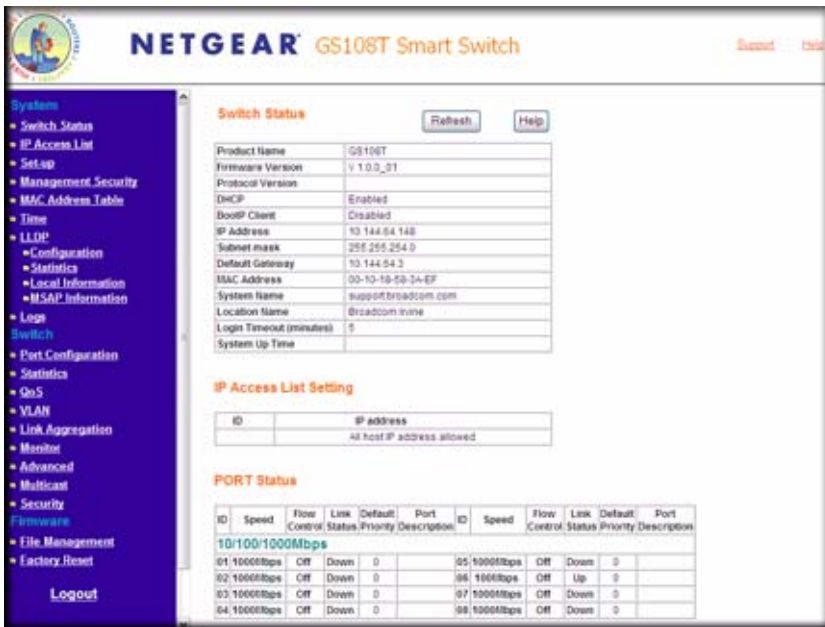 NETGEAR GS108T Smart Switch
Support Help
System
Switch Status
IP Access List
Set-up
Management Security
MAC Address Table
Time
LLDP
Configuration
Statistics
Local Information
MSAP Information
Logs
Switch
Port Configuration
Statistics
QoS
VLAN
Link Aggregation
Monitor
Advanced
Multicast
Security
Firmware
File Management
Factory Reset
Logout
Switch Status Refresh Help
Product Name GS108T
Firmware Version V 1.0.0_01
Protocol Version
DHCP Enabled
BootP Client Disabled
IP Address 10.144.64.148
Subnet mask 255.255.254.0
Default Gateway 10.144.64.3
MAC Address 00-10-18-58-3A-EF
System Name support.broadcom.com
Location Name Broadcom Irvine
Login Timeout (minutes) 5
System Up Time
IP Access List Setting
ID IP address
All host IP address allowed
PORT Status
ID Speed Flow Control Link Status Default Priority Port Description ID Speed Flow Control Link Status Default Priority Port Description
10/100/1000Mbps
01 1000Mbps Off Down 0 05 1000Mbps Off Down 0
02 1000Mbps Off Down 0 06 100Mbps Off Up 0
03 1000Mbps Off Down 0 07 1000Mbps Off Down 0
04 1000Mbps Off Down 0 08 1000Mbps Off Down 0